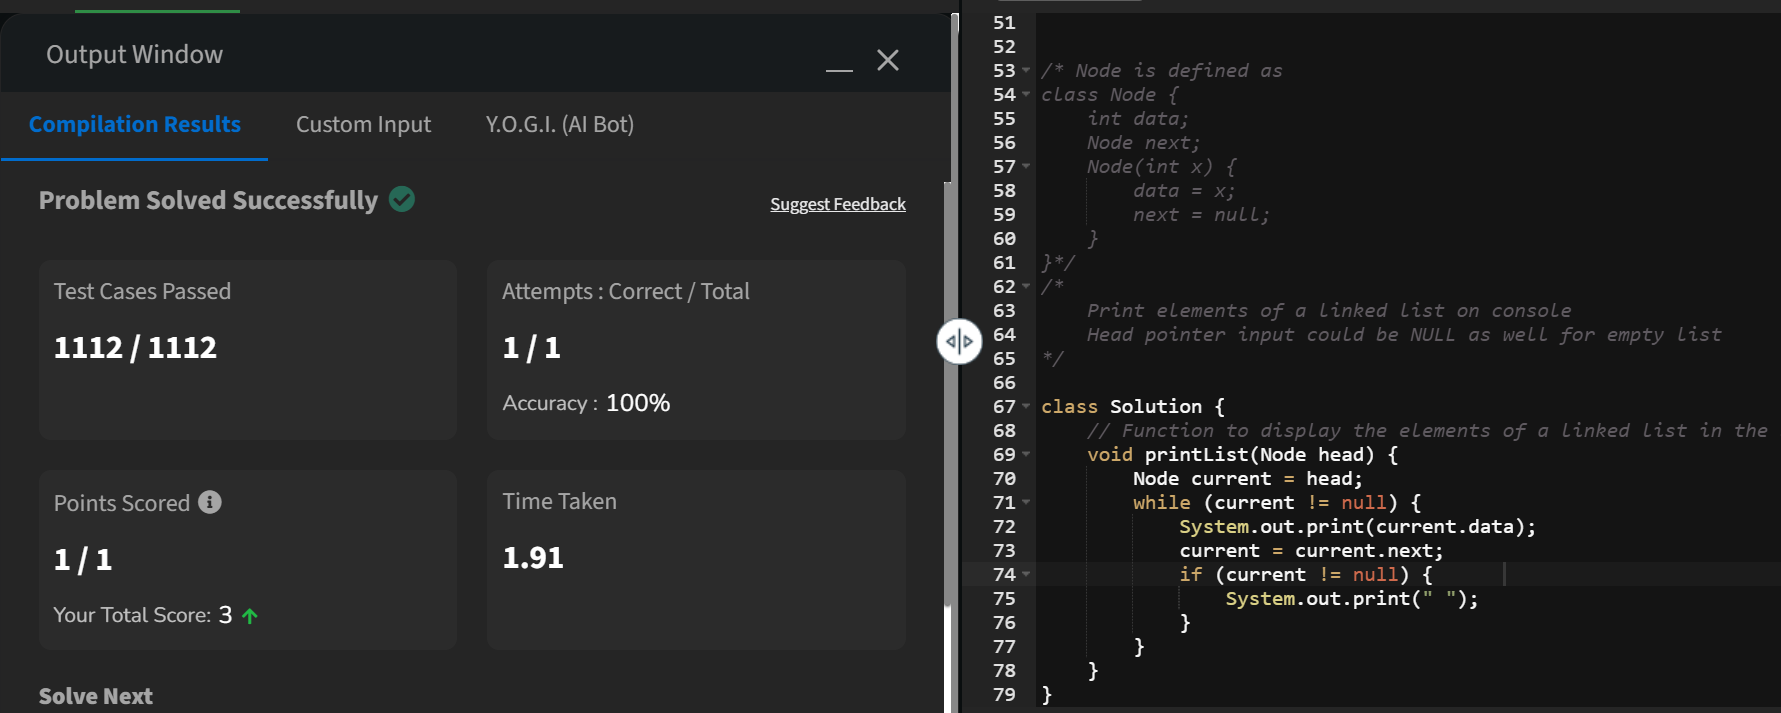 Output Window
Compilation Results Custom Input Y.O.G.I. (AI Bot)
Problem Solved Successfully
Suggest Feedback
Test Cases Passed
1112 / 1112
Attempts : Correct / Total
1 / 1
Accuracy : 100%
Points Scored
1 / 1
Your Total Score: 3
Time Taken
1.91
Solve Next
51
52
53 /* Node is defined as
54 class Node {
55     int data;
56     Node next;
57     Node(int x) {
58         data = x;
59         next = null;
60     }
61 }*/
62 /*
63     Print elements of a linked list on console
64     Head pointer input could be NULL as well for empty list
65 */
66
67 class Solution {
68     // Function to display the elements of a linked list in the
69     void printList(Node head) {
70         Node current = head;
71         while (current != null) {
72             System.out.print(current.data);
73             current = current.next;
74             if (current != null) {
75                 System.out.print(" ");
76             }
77         }
78     }
79 }